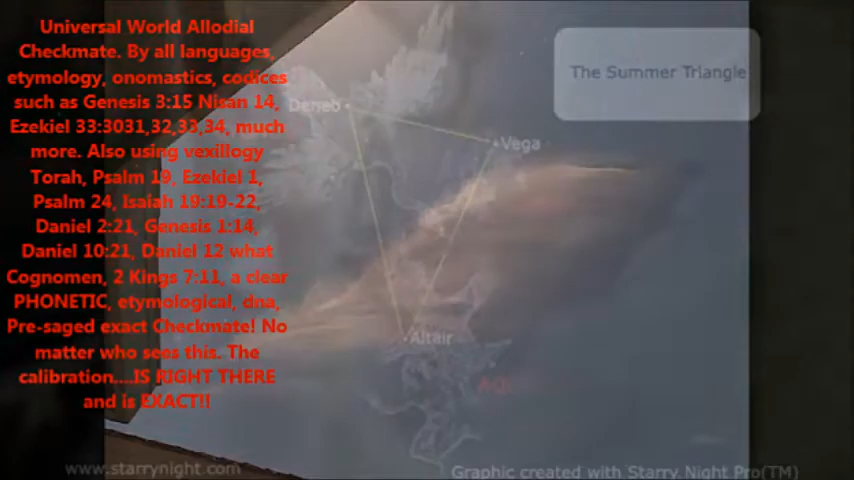 Universal World Allodial
Checkmate. By all languages,
etymology, onomastics, codices
such as Genesis 3:15 Nisan 14,
Ezekiel 33:3031,32,33,34, much
more. Also using vexillogy
Torah, Psalm 19, Ezekiel 1,
Psalm 24, Isaiah 19:19-22,
Daniel 2:21, Genesis 1:14,
Daniel 10:21, Daniel 12 what
Cognomen, 2 Kings 7:11, a clear
PHONETIC, etymological, dna,
Pre-saged exact Checkmate! No
matter who sees this. The
calibration....IS RIGHT THERE
and is EXACT!!
The Summer Triangle
Deneb
Vega
Altair
www.starrynight.com
Graphic created with Starry Night Pro(TM)